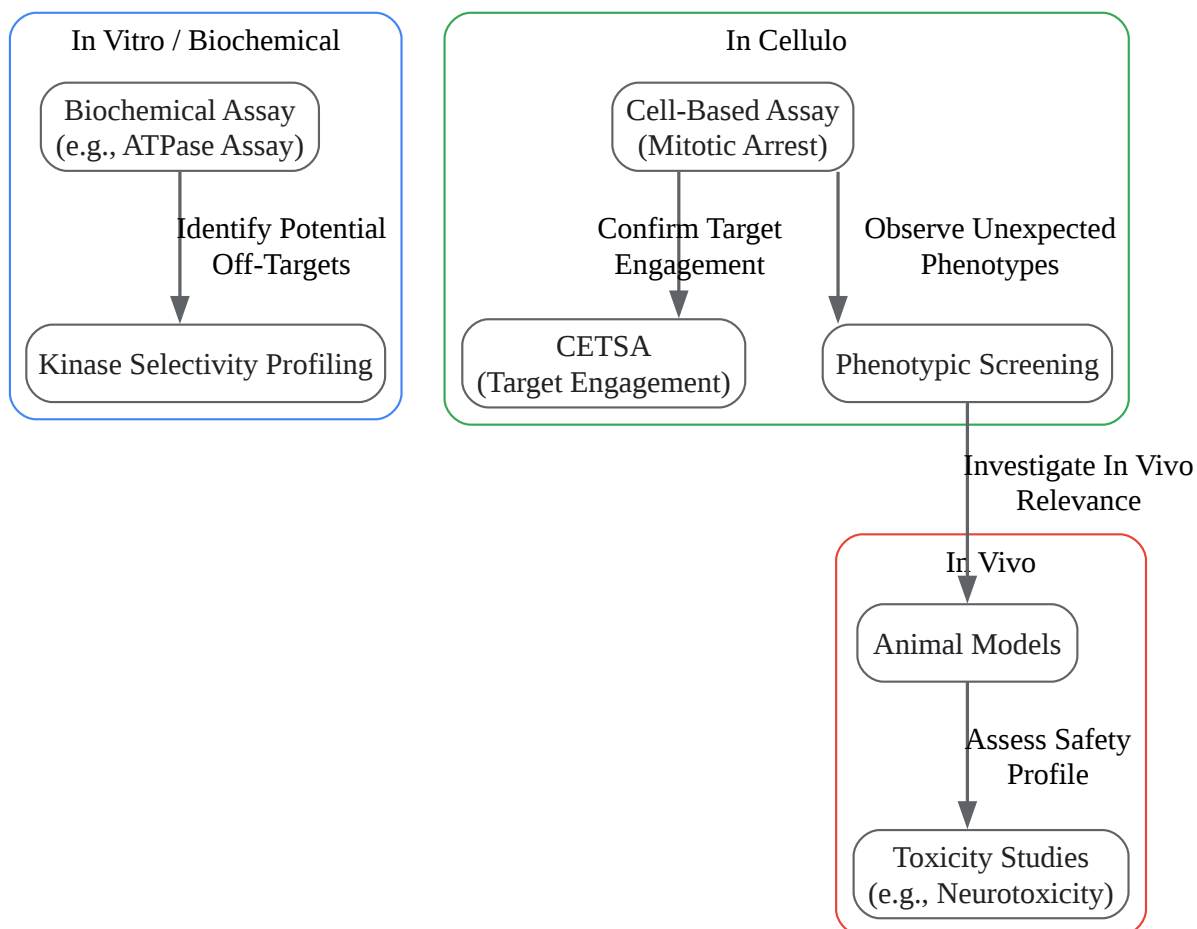 In Vitro / Biochemical
Biochemical Assay
(e.g., ATPase Assay)
Identify Potential
Off-Targets
Kinase Selectivity Profiling
In Cellulo
Cell-Based Assay
(Mitotic Arrest)
Confirm Target
Engagement
Observe Unexpected
Phenotypes
CETSA
(Target Engagement)
Phenotypic Screening
Investigate In Vivo
Relevance
In Vivo
Animal Models
Assess Safety
Profile
Toxicity Studies
(e.g., Neurotoxicity)